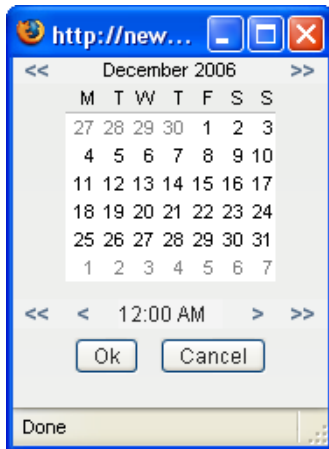 http://new...
<< December 2006 >>
M T W T F S S
27 28 29 30 1 2 3
4 5 6 7 8 9 10
11 12 13 14 15 16 17
18 19 20 21 22 23 24
25 26 27 28 29 30 31
1 2 3 4 5 6 7
<< < 12:00 AM > >>
Ok Cancel
Done